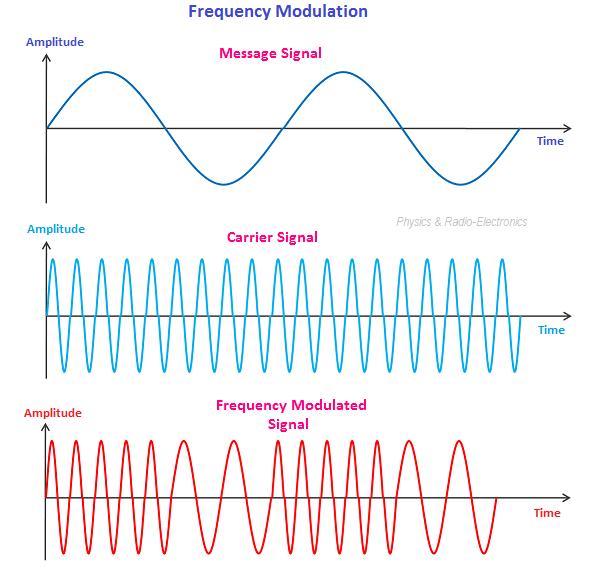 Frequency Modulation
Amplitude
Message Signal
Time
Physics & Radio-Electronics
Amplitude
Carrier Signal
Time
Frequency Modulated
Signal
Amplitude
Time